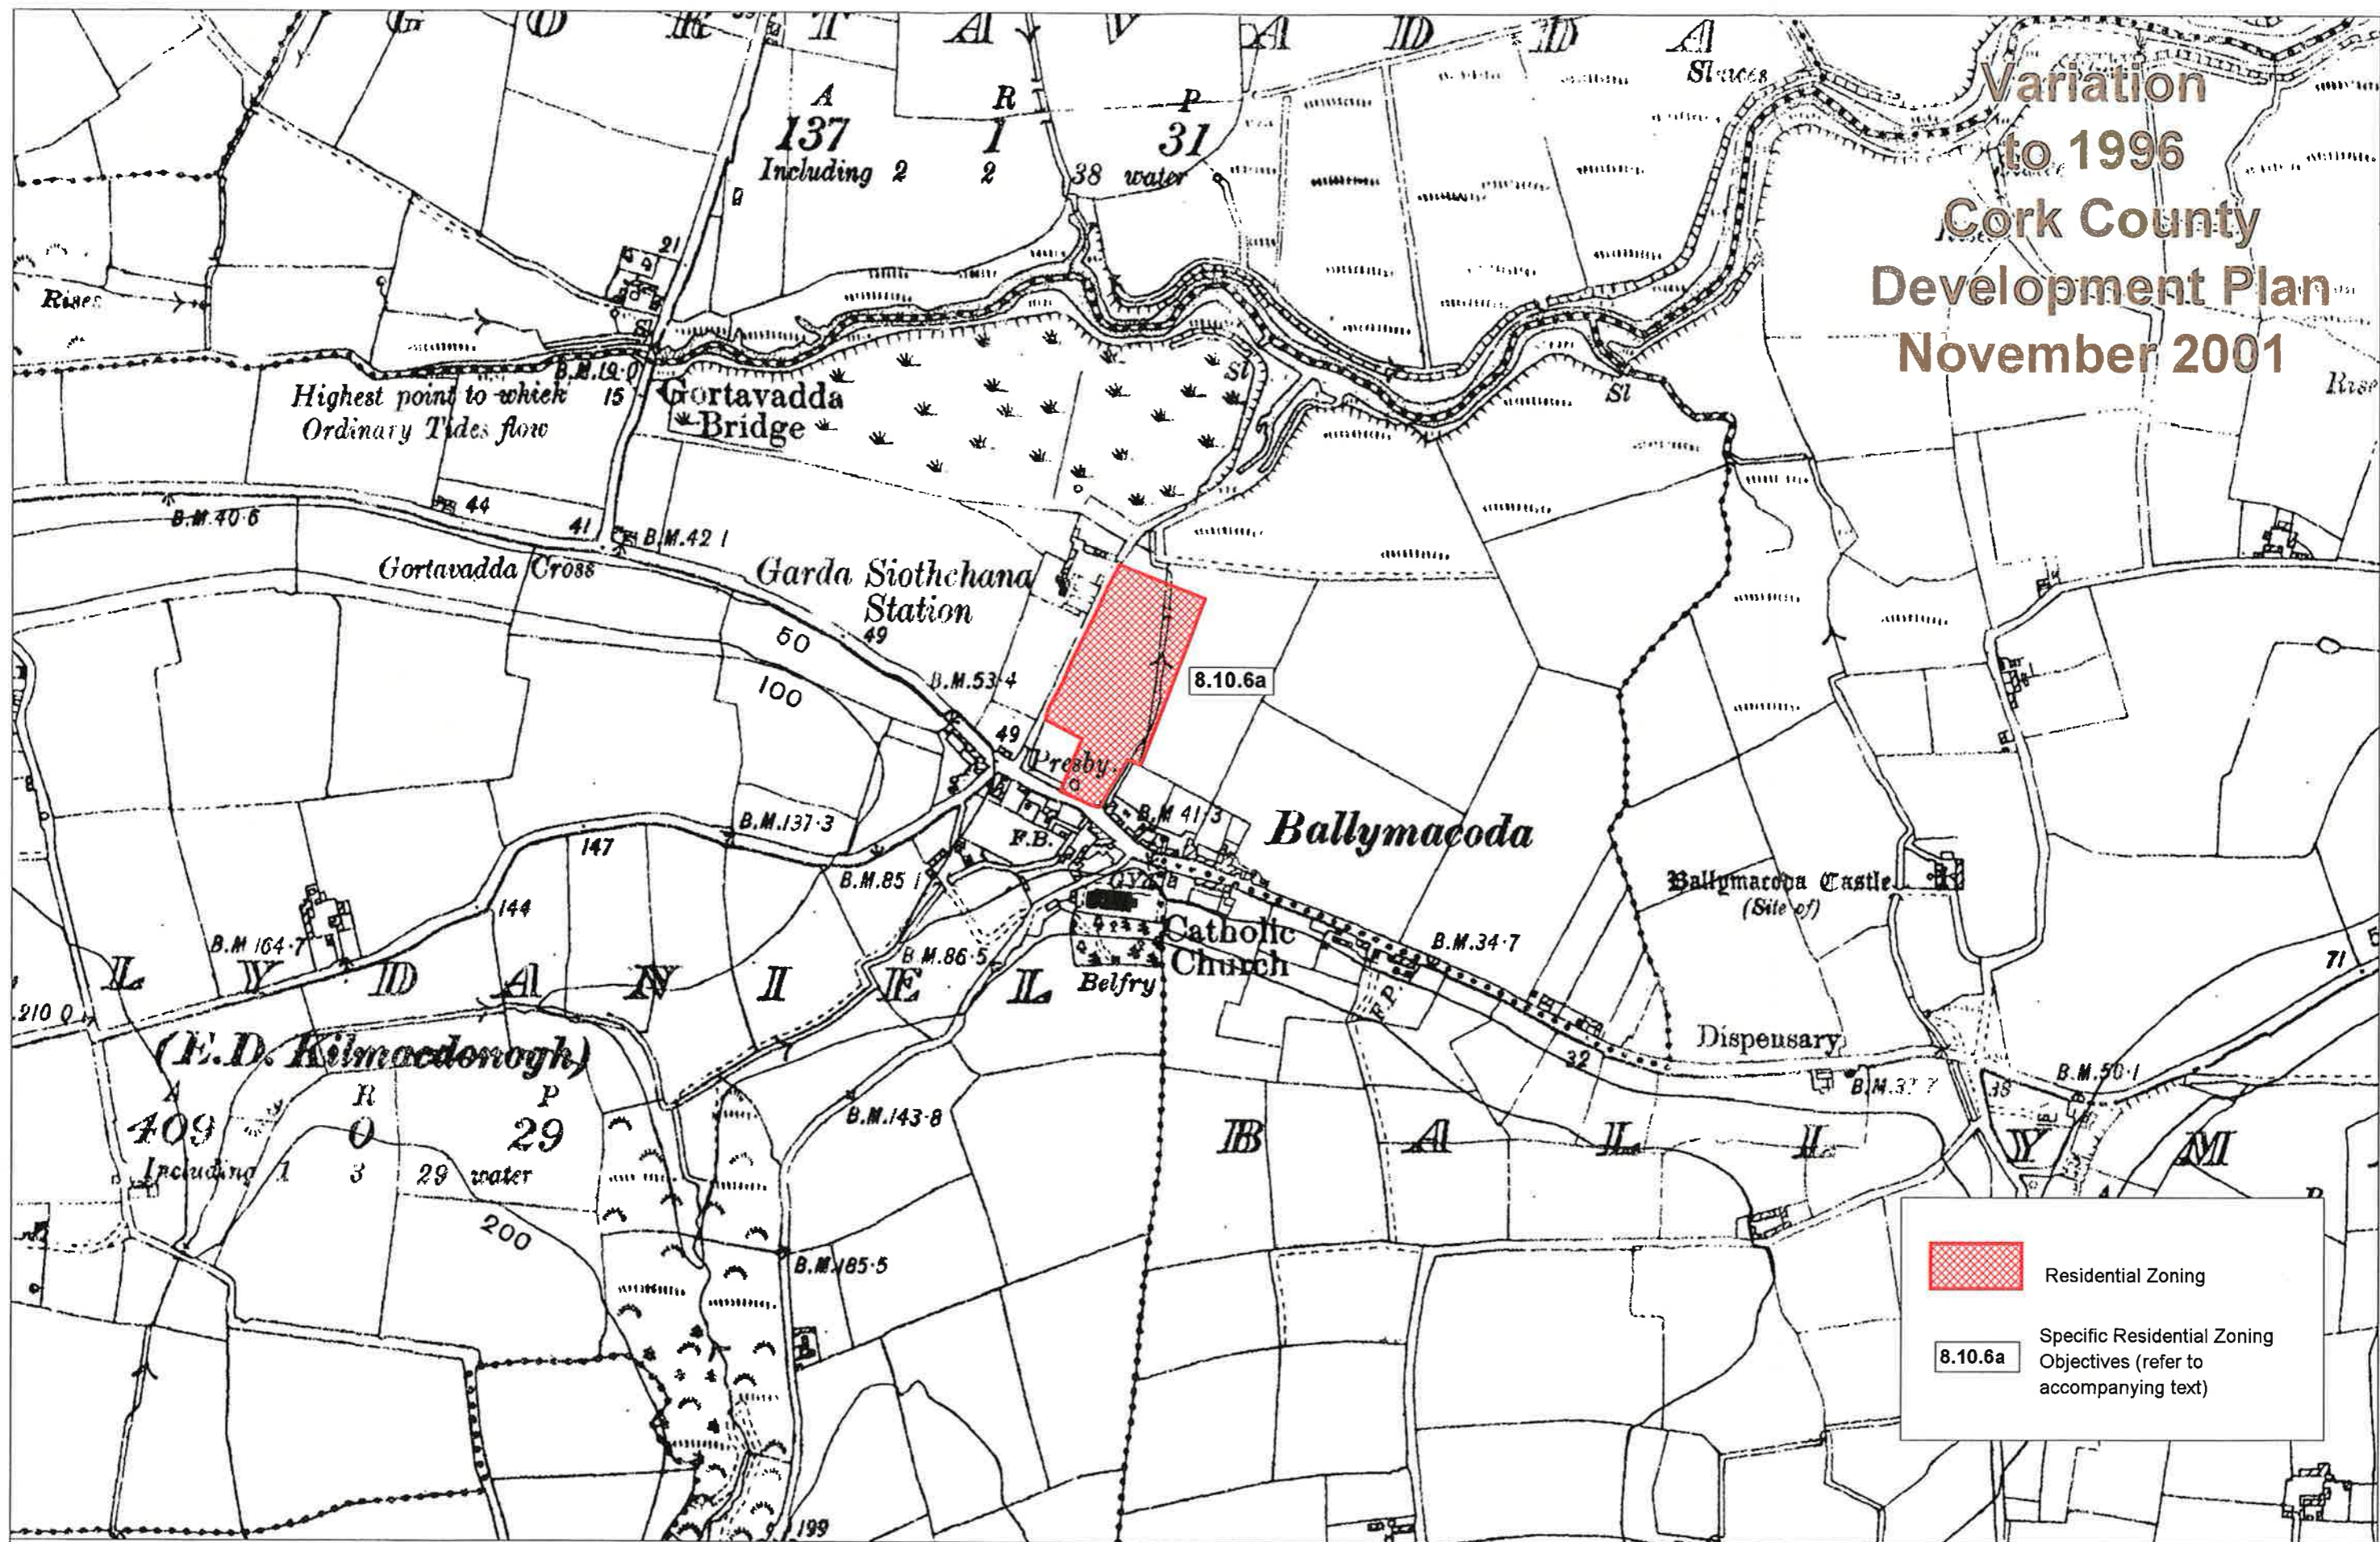 G O R T A V A D D A
Sluices
Variation
to 1996
Cork County
Development Plan
November 2001
A R P
137 1 31
Including 2 2 38 water
21
Rises
B.M.19.0
Highest point to which
Ordinary Tides flow
15
Gortavadda
Bridge
Sl
Sl
44
B.M.40.6
41
B.M.42.1
Gortavadda Cross
Garda Siothchana
Station
49
50
100
B.M.53.4
8.10.6a
49
Presby.
B.M.137.3
B.M.41.3
147
F.B.
Ballymacoda
B.M.85.1
144
Ballymacoda Castle
(Site of)
B.M.164.7
Catholic
Church
B.M.34.7
B.M.86.5
Belfry
F.P.
71
L Y D A N I E L
210.0
Dispensary
32
(E.D. Kilmacdonogh)
B.M.37.7
38
B.M.50.1
A R P
409 0 29
Including 1 3 29 water
B.M.143.8
B A L L Y M
200
B.M.185.5
199
Residential Zoning
8.10.6a
Specific Residential Zoning
Objectives (refer to
accompanying text)